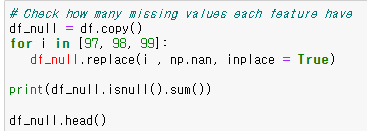 # Check how many missing values each feature have
df_null = df.copy()
for i in [97, 98, 99]:
    df_null.replace(i , np.nan, inplace = True)

print(df_null.isnull().sum())

df_null.head()